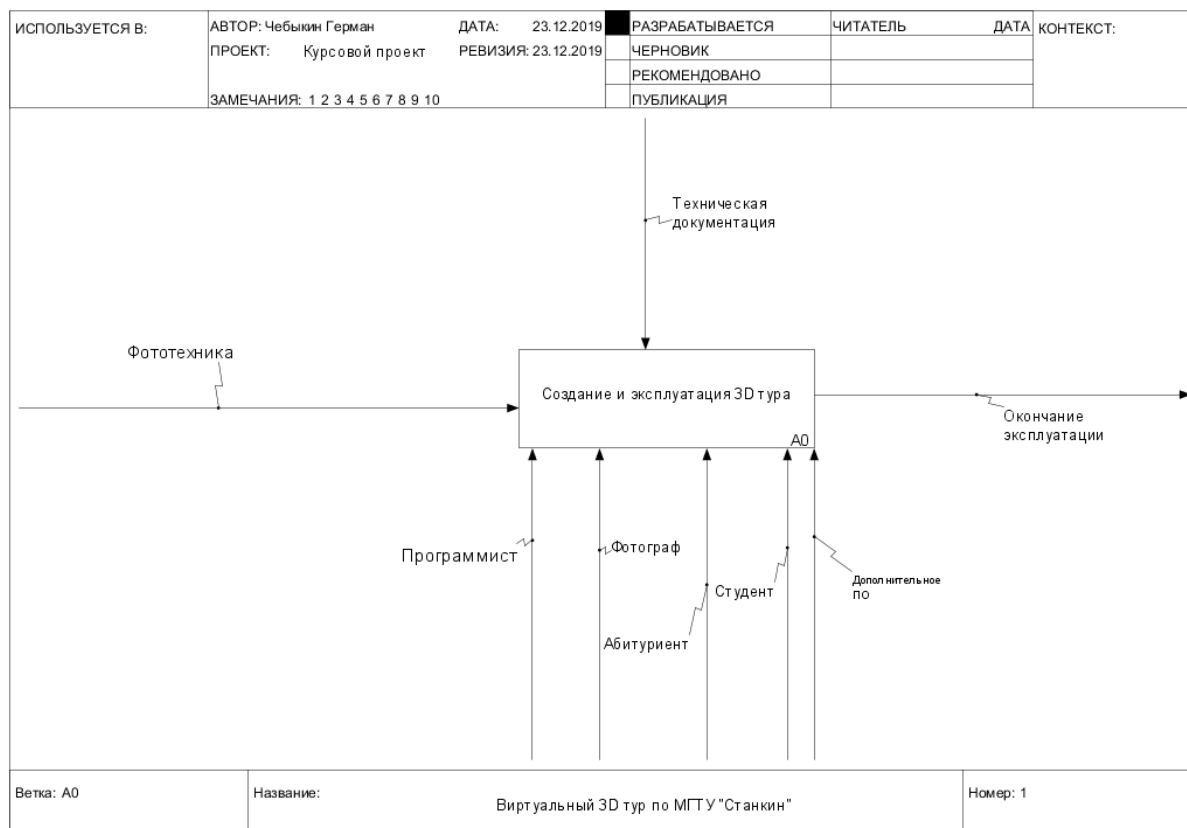 ИСПОЛЬЗУЕТСЯ В:
АВТОР: Чебыкин Герман
ДАТА: 23.12.2019
ПРОЕКТ: Курсовой проект
РЕВИЗИЯ: 23.12.2019
ЗАМЕЧАНИЯ: 1 2 3 4 5 6 7 8 9 10
РАЗРАБАТЫВАЕТСЯ
ЧЕРНОВИК
РЕКОМЕНДОВАНО
ПУБЛИКАЦИЯ
ЧИТАТЕЛЬ
ДАТА
КОНТЕКСТ:
Техническая
документация
Фототехника
Создание и эксплуатация 3D тура
A0
Окончание
эксплуатации
Программист
Фотограф
Абитуриент
Студент
Дополнительное
ПО
Ветка: A0
Название:
Виртуальный 3D тур по МГТУ "Станкин"
Номер: 1